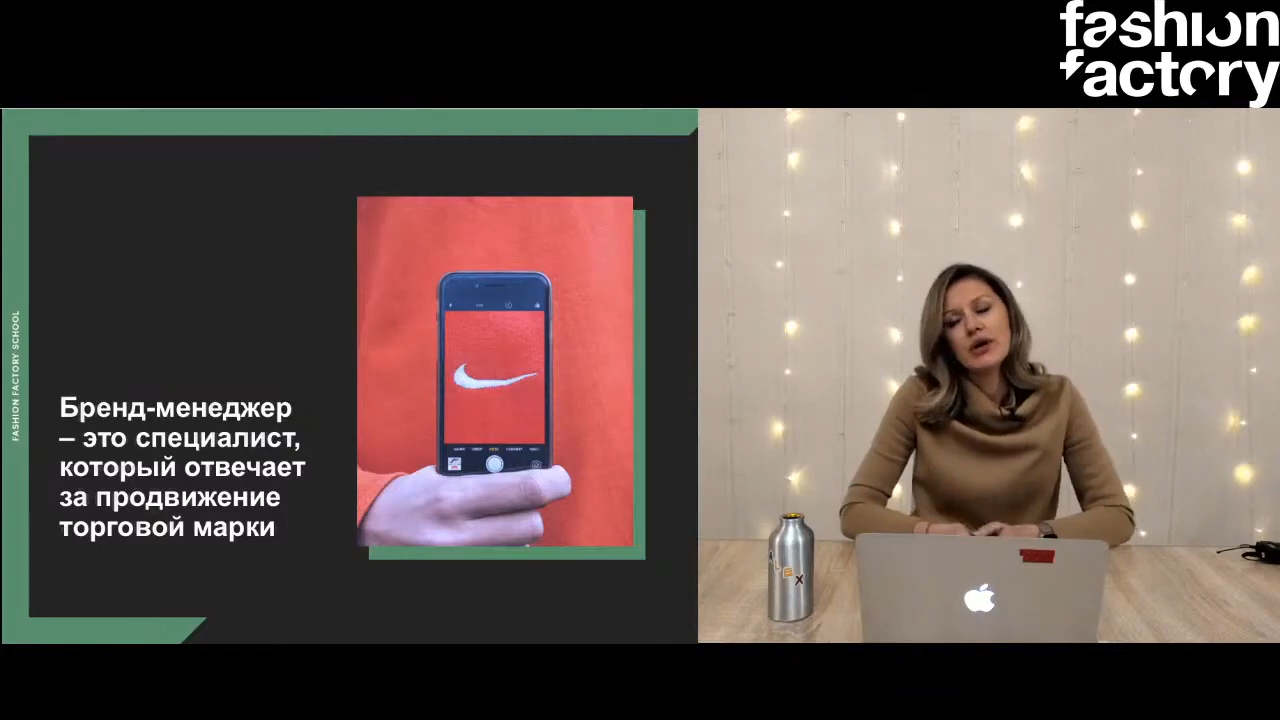 fashion
factory
FASHION FACTORY SCHOOL
Бренд-менеджер
– это специалист,
который отвечает
за продвижение
торговой марки